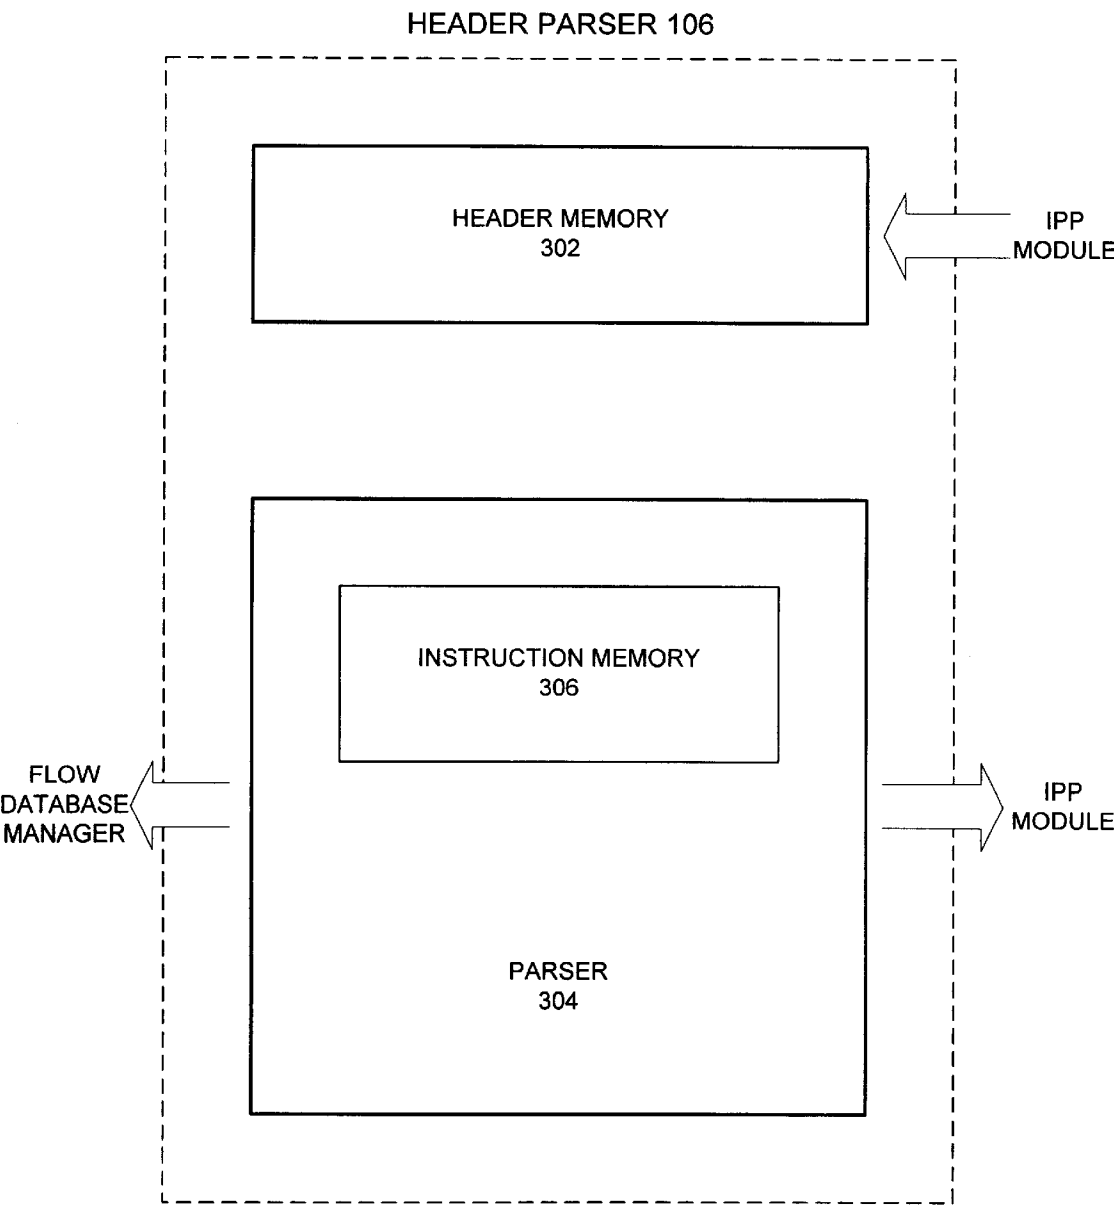 HEADER PARSER 106
HEADER MEMORY
302
IPP
MODULE
INSTRUCTION MEMORY
306
FLOW
DATABASE
MANAGER
IPP
MODULE
PARSER
304